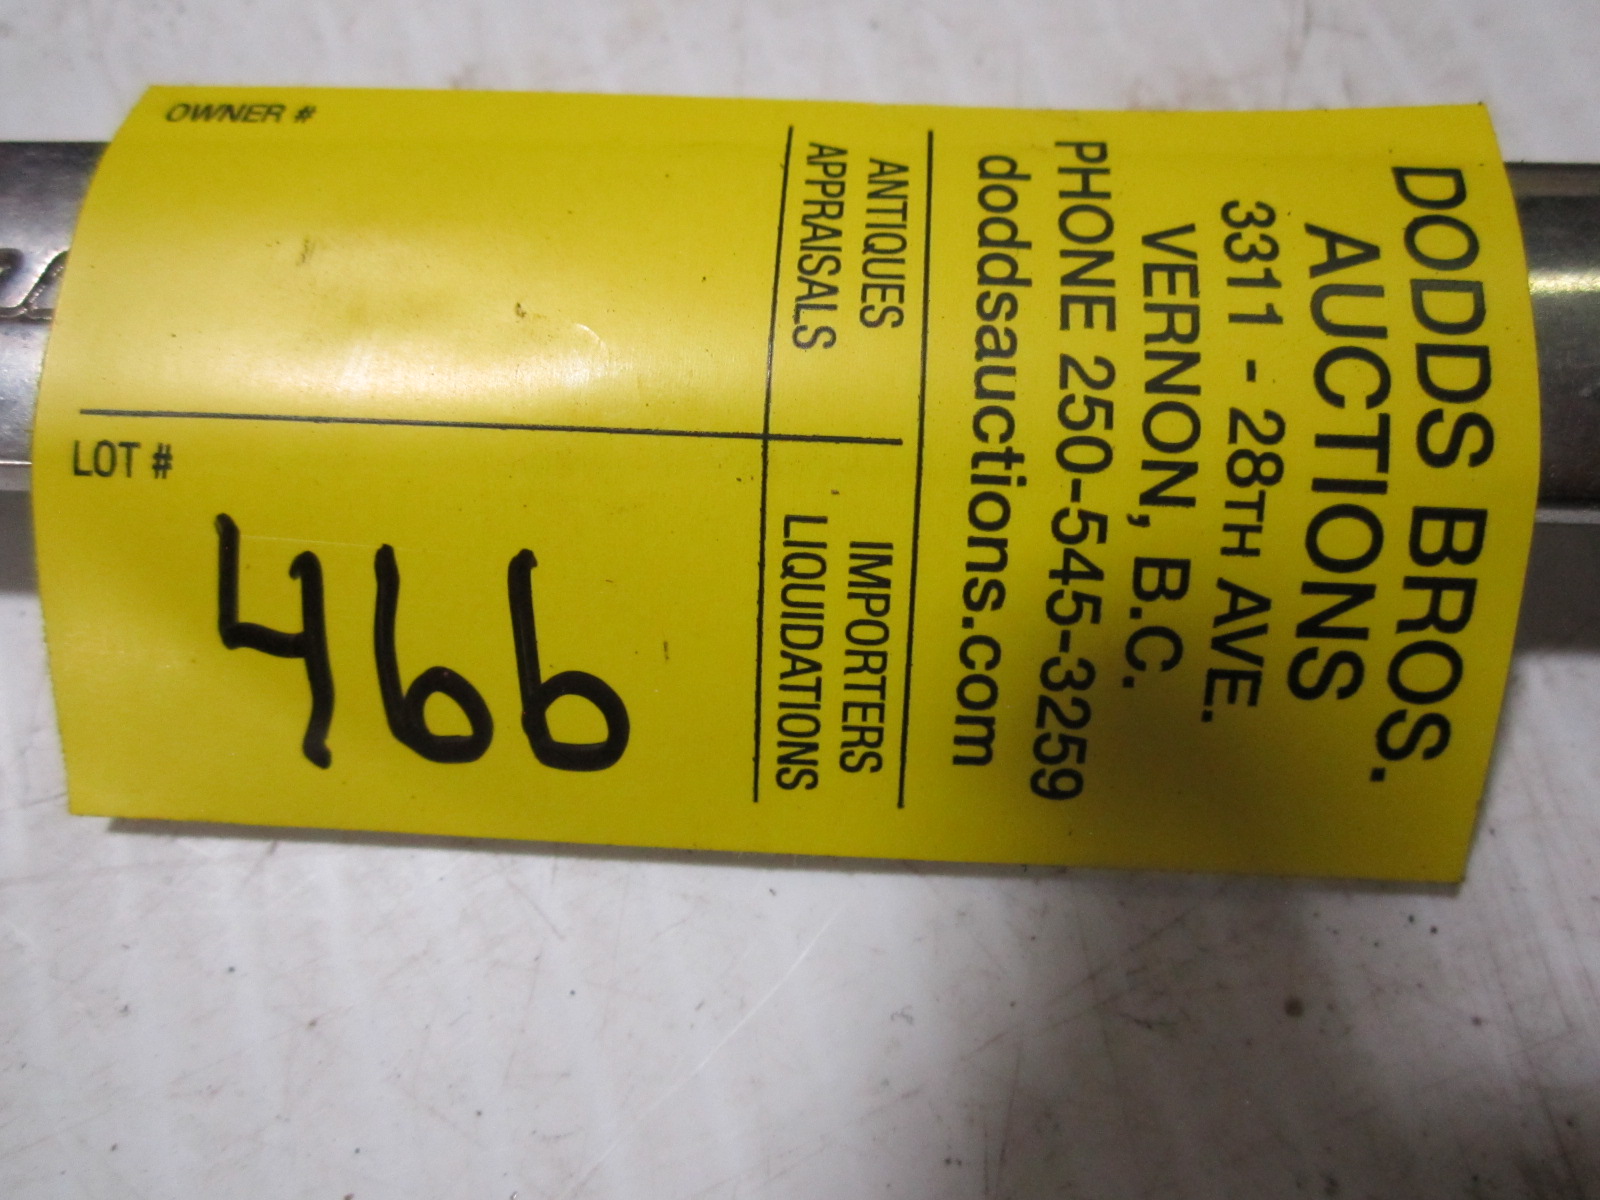 DODDS BROS.
AUCTIONS
3311 - 28TH AVE.
VERNON, B.C.
PHONE 250-545-3259
doddsauctions.com
ANTIQUES
APPRAISALS
IMPORTERS
LIQUIDATIONS
OWNER #
LOT #
466